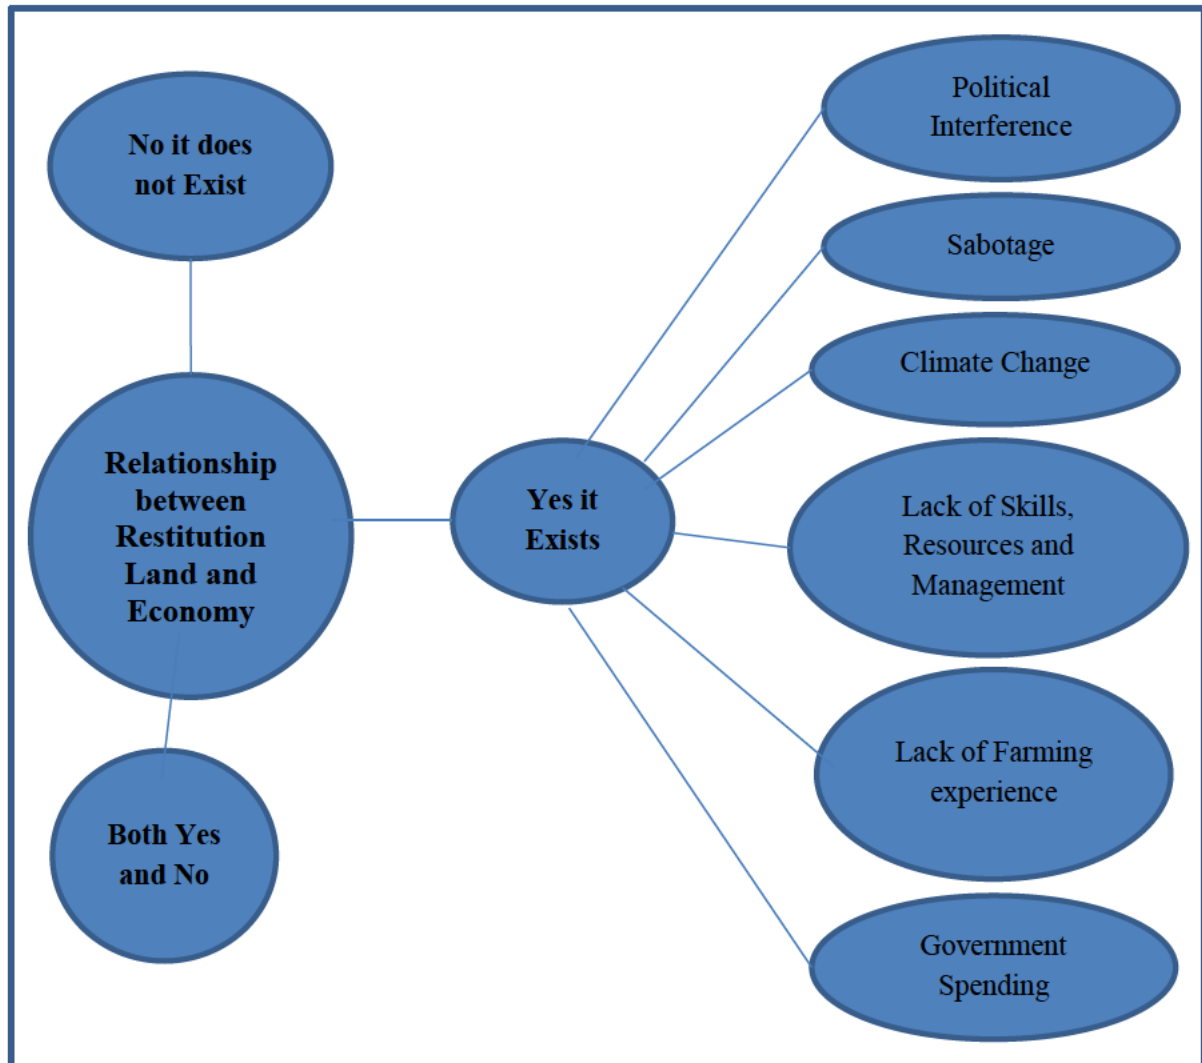 No it does
not Exist
Relationship
between
Restitution
Land and
Economy
Both Yes
and No
Yes it
Exists
Political
Interference
Sabotage
Climate Change
Lack of Skills,
Resources and
Management
Lack of Farming
experience
Government
Spending